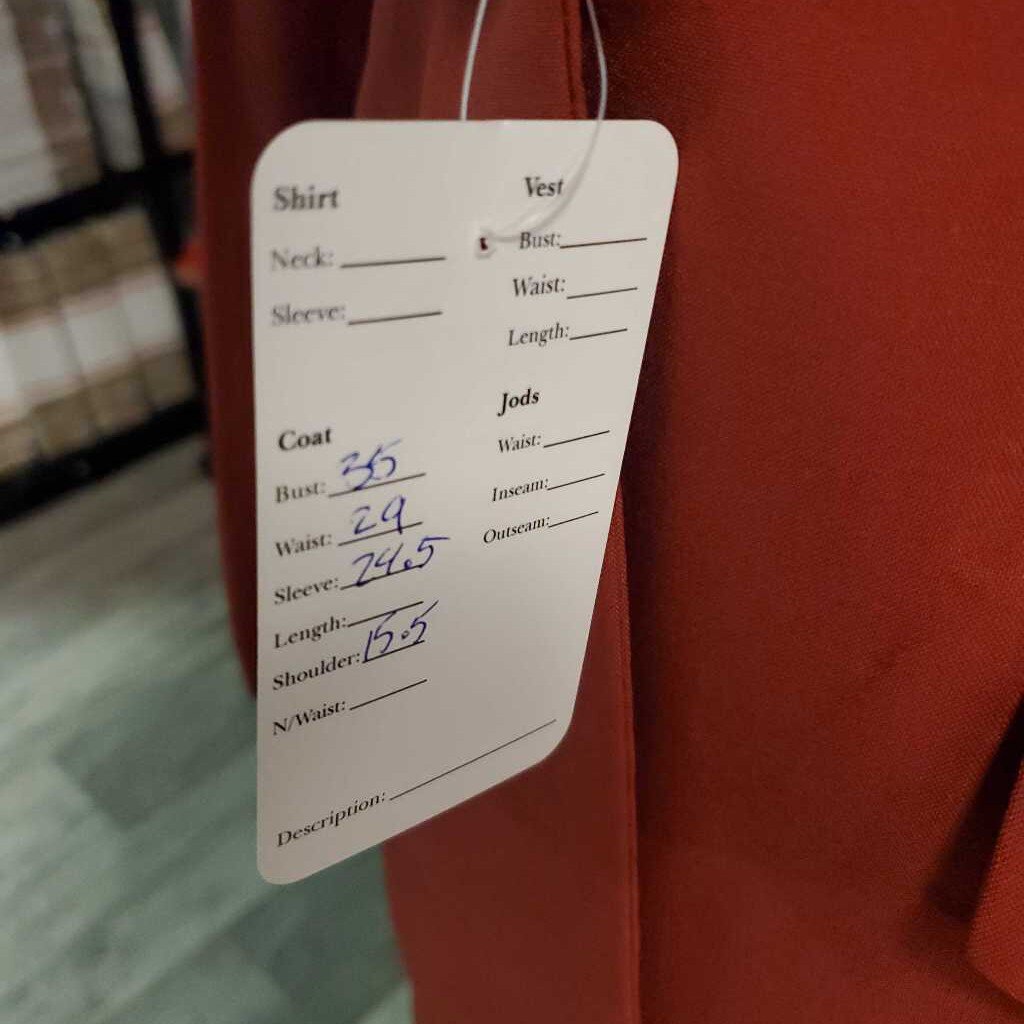 Shirt
Neck:
Sleeve:
Vest
Bust:
Waist:
Length:
Coat
Bust: 35
Waist: 29
Sleeve: 24.5
Length:
Shoulder: 15.5
N/Waist:
Jods
Waist:
Inseam:
Outseam:
Description: